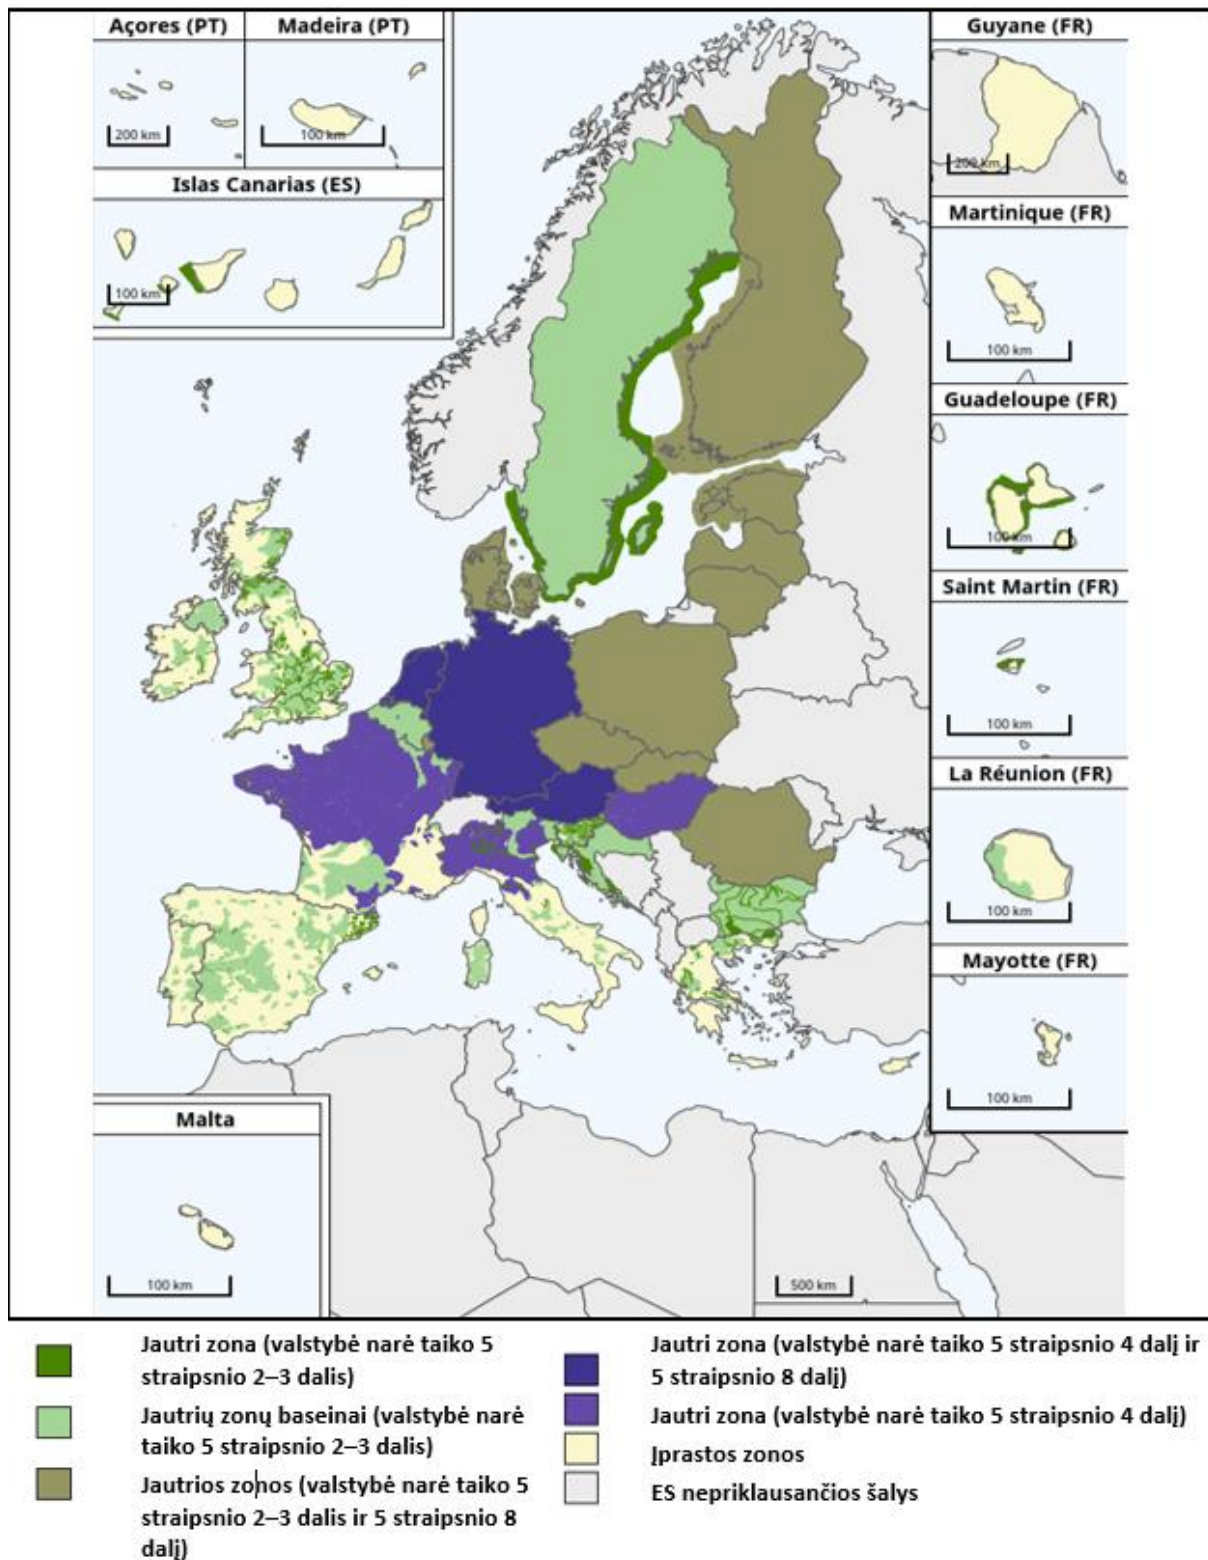 Açores (PT)
Madeira (PT)
200 km
100 km
Islas Canarias (ES)
100 km
Guyane (FR)
200 km
Martinique (FR)
100 km
Guadeloupe (FR)
100 km
Saint Martin (FR)
100 km
La Réunion (FR)
100 km
Mayotte (FR)
100 km
Malta
100 km
500 km
Jautri zona (valstybė narė taiko 5
straipsnio 2–3 dalis)
Jautrių zonų baseinai (valstybė narė
taiko 5 straipsnio 2–3 dalis)
Jautrios zonos (valstybė narė taiko 5
straipsnio 2–3 dalis ir 5 straipsnio 8
dalį)
Jautri zona (valstybė narė taiko 5 straipsnio 4 dalį ir
5 straipsnio 8 dalį)
Jautri zona (valstybė narė taiko 5 straipsnio 4 dalį)
Įprastos zonos
ES nepriklausančios šalys